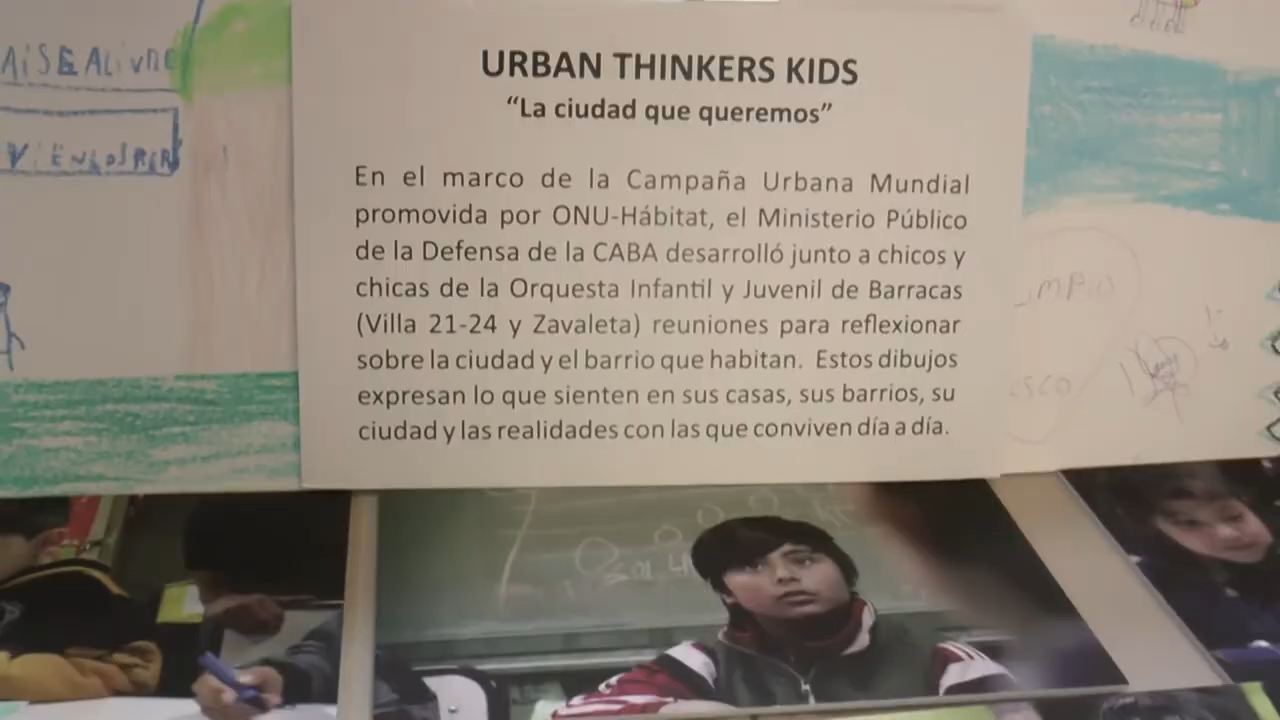 URBAN THINKERS KIDS
“La ciudad que queremos”
En el marco de la Campaña Urbana Mundial
promovida por ONU-Hábitat, el Ministerio Público
de la Defensa de la CABA desarrolló junto a chicos y
chicas de la Orquesta Infantil y Juvenil de Barracas
(Villa 21-24 y Zavaleta) reuniones para reflexionar
sobre la ciudad y el barrio que habitan. Estos dibujos
expresan lo que sienten en sus casas, sus barrios, su
ciudad y las realidades con las que conviven día a día.